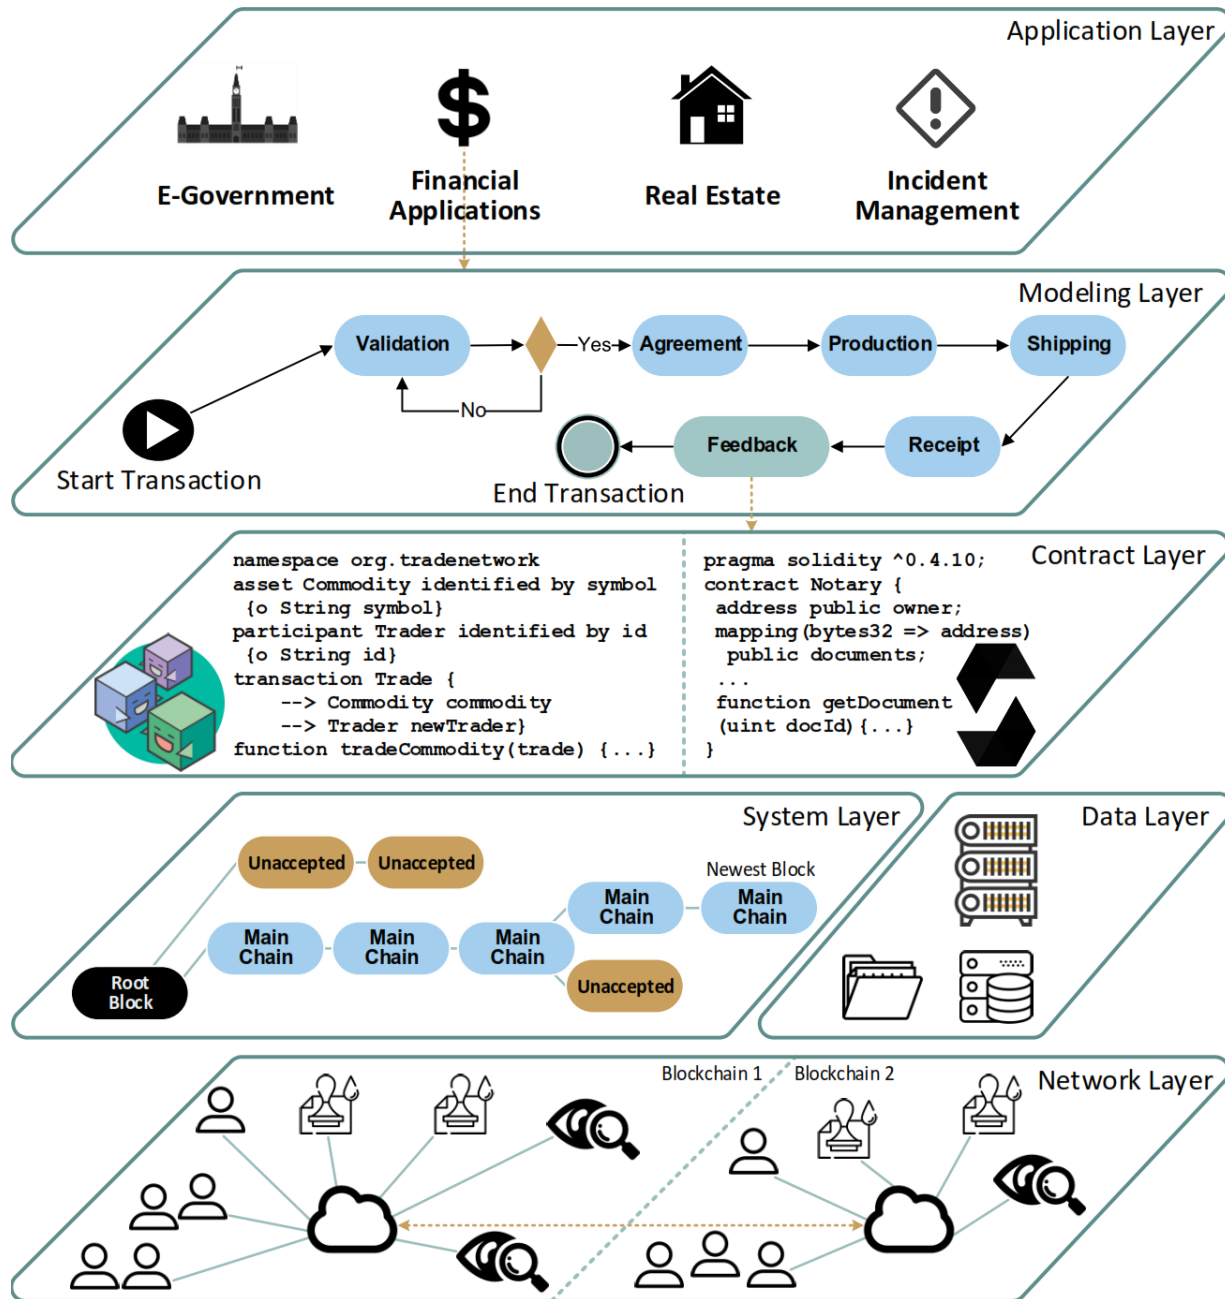 Application Layer
E-Government
Financial
Applications
Real Estate
Incident
Management
Modeling Layer
Validation
Yes
Agreement
Production
Shipping
No
Start Transaction
End Transaction
Feedback
Receipt
Contract Layer
namespace org.tradenetwork
asset Commodity identified by symbol
{o String symbol}
participant Trader identified by id
{o String id}
transaction Trade {
--> Commodity commodity
--> Trader newTrader}
function tradeCommodity(trade) {...}
pragma solidity ^0.4.10;
contract Notary {
address public owner;
mapping(bytes32 => address)
public documents;
...
function getDocument
(uint docId){...}
}
System Layer
Unaccepted
Unaccepted
Newest Block
Main
Chain
Main
Chain
Main
Chain
Main
Chain
Main
Chain
Unaccepted
Root
Block
Data Layer
Network Layer
Blockchain 1
Blockchain 2